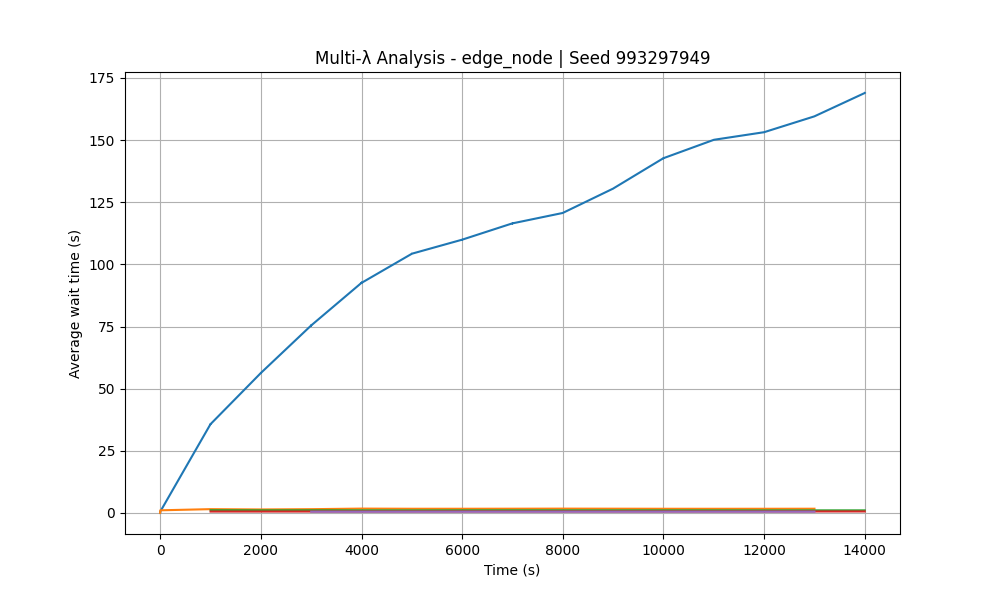 Multi-λ Analysis - edge_node | Seed 993297949
175
150
125
100
75
50
25
0
Average wait time (s)
0 2000 4000 6000 8000 10000 12000 14000
Time (s)